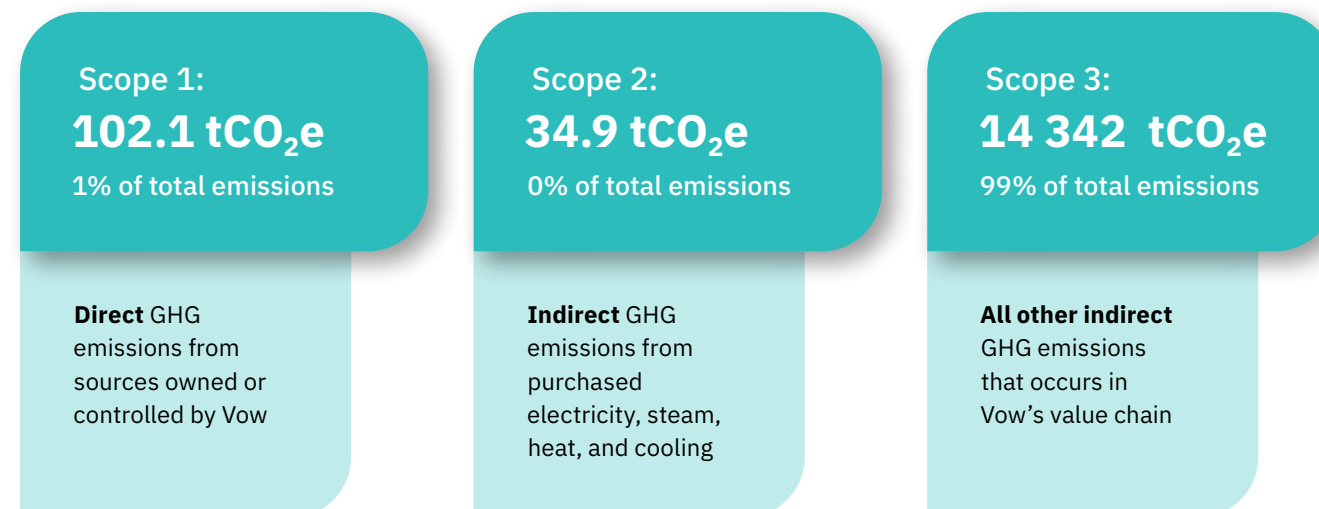 Scope 1:
102.1 tCO₂e
1% of total emissions
Direct GHG
emissions from
sources owned or
controlled by Vow
Scope 2:
34.9 tCO₂e
0% of total emissions
Indirect GHG
emissions from
purchased
electricity, steam,
heat, and cooling
Scope 3:
14 342  tCO₂e
99% of total emissions
All other indirect
GHG emissions
that occurs in
Vow’s value chain